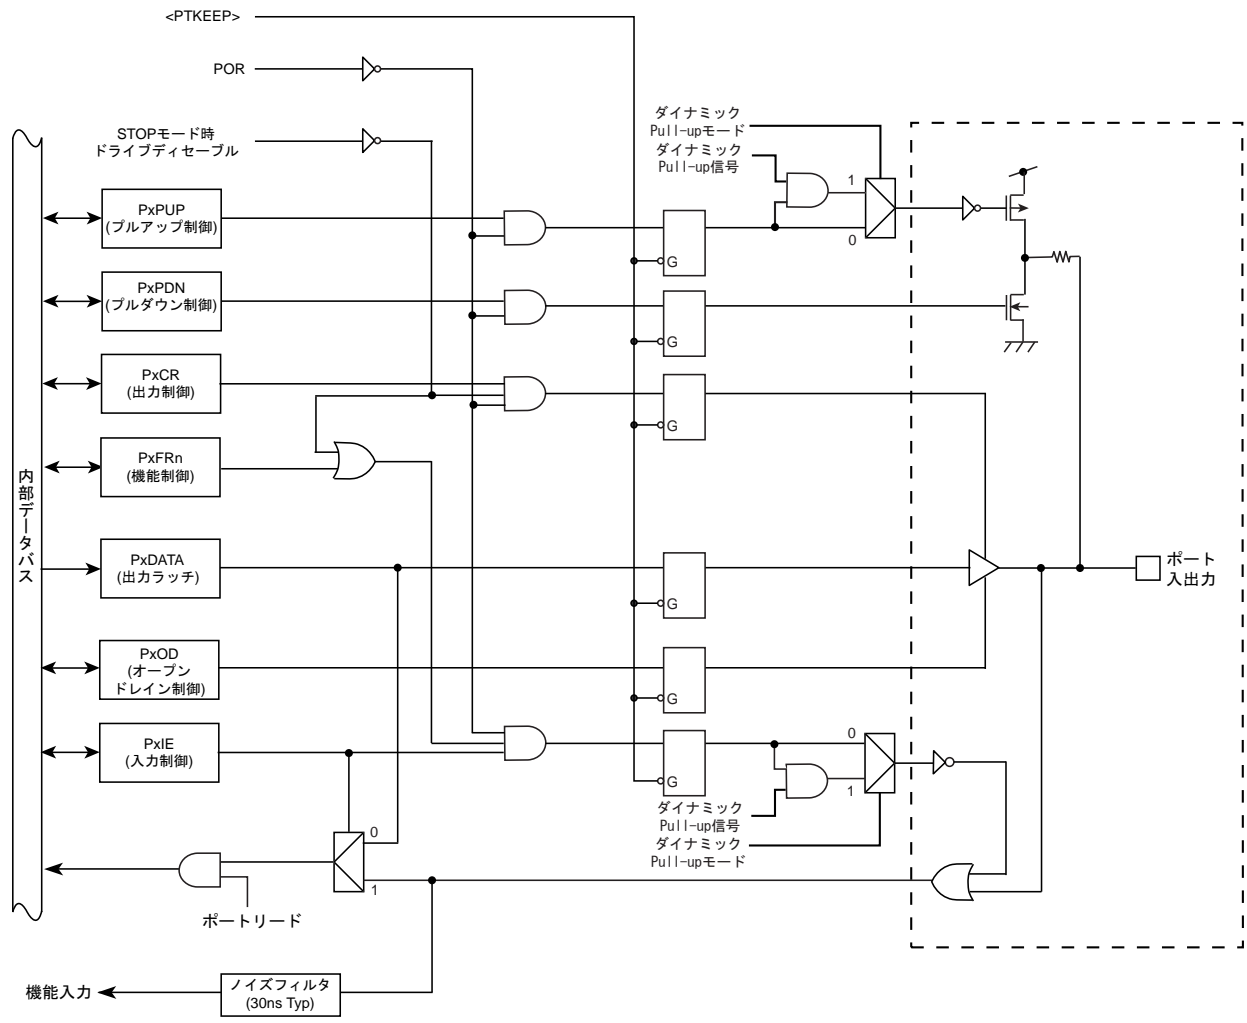 <PTKEEP>
POR
STOPモード時
ドライブディセーブル
ダイナミック
Pull-upモード
ダイナミック
Pull-up信号
PxPUP
(プルアップ制御)
1
0
G
PxPDN
(プルダウン制御)
G
PxCR
(出力制御)
G
PxFRn
(機能制御)
内部データバス
PxDATA
(出力ラッチ)
G
ポート
入出力
PxOD
(オープン
ドレイン制御)
G
PxIE
(入力制御)
G
0
1
ダイナミック
Pull-up信号
ダイナミック
Pull-upモード
0
1
ポートリード
機能入力
ノイズフィルタ
(30ns Typ)